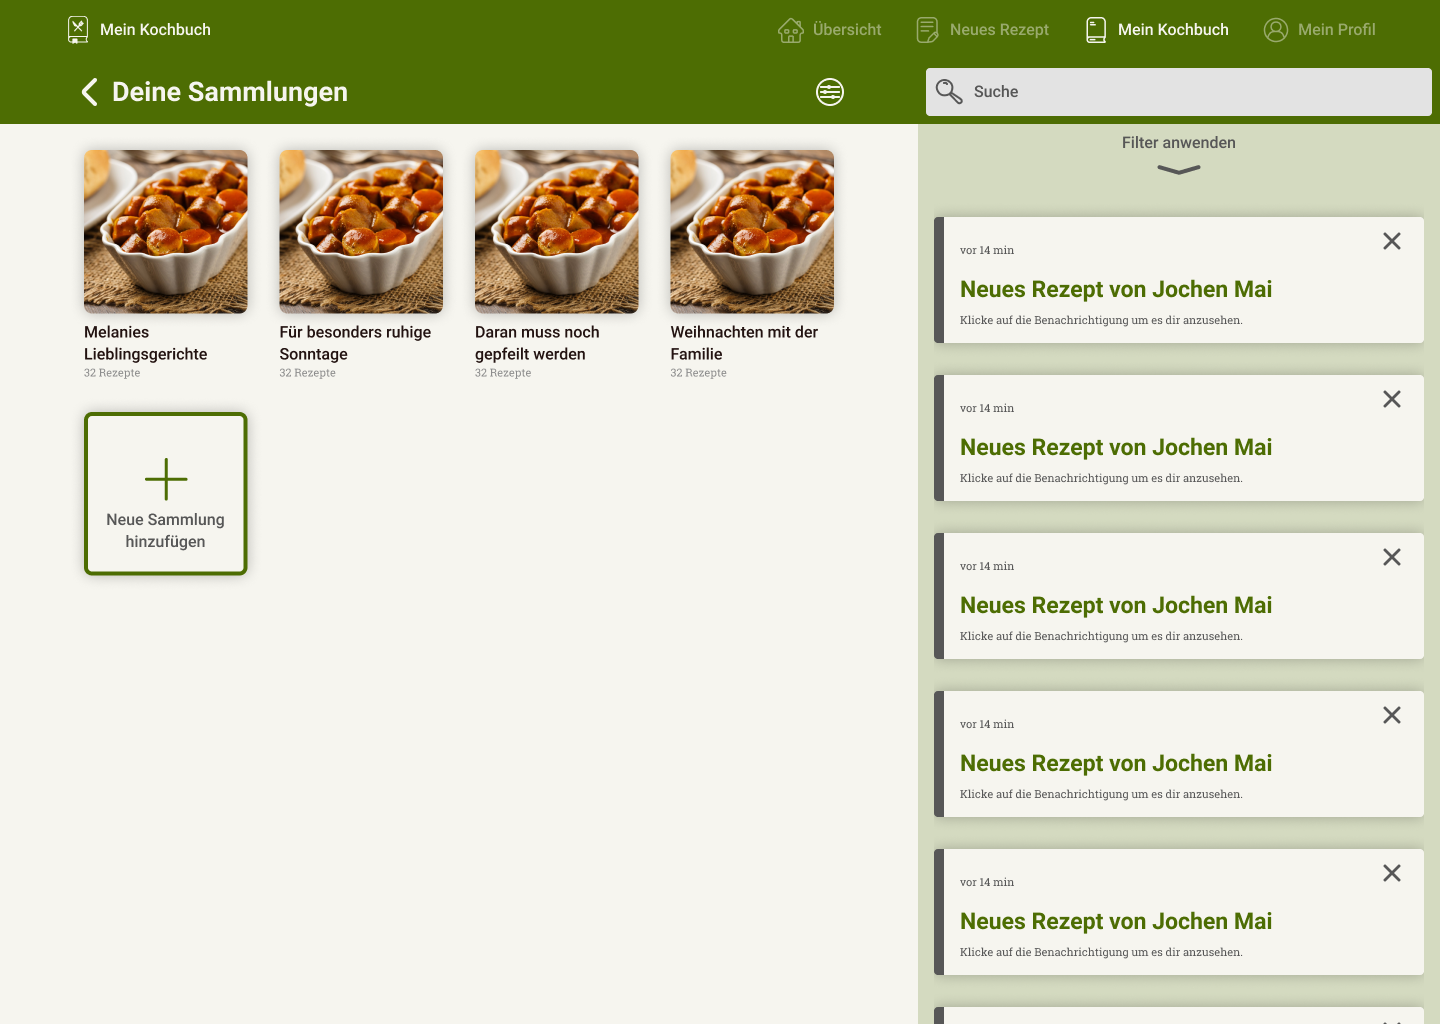 Mein Kochbuch
Übersicht
Neues Rezept
Mein Kochbuch
Mein Profil
Deine Sammlungen
Suche
Melanies
Lieblingsgerichte
32 Rezepte
Für besonders ruhige
Sonntage
32 Rezepte
Daran muss noch
gepfeilt werden
32 Rezepte
Weihnachten mit der
Familie
32 Rezepte
Neue Sammlung
hinzufügen
Filter anwenden
vor 14 min
Neues Rezept von Jochen Mai
Klicke auf die Benachrichtigung um es dir anzusehen.
vor 14 min
Neues Rezept von Jochen Mai
Klicke auf die Benachrichtigung um es dir anzusehen.
vor 14 min
Neues Rezept von Jochen Mai
Klicke auf die Benachrichtigung um es dir anzusehen.
vor 14 min
Neues Rezept von Jochen Mai
Klicke auf die Benachrichtigung um es dir anzusehen.
vor 14 min
Neues Rezept von Jochen Mai
Klicke auf die Benachrichtigung um es dir anzusehen.